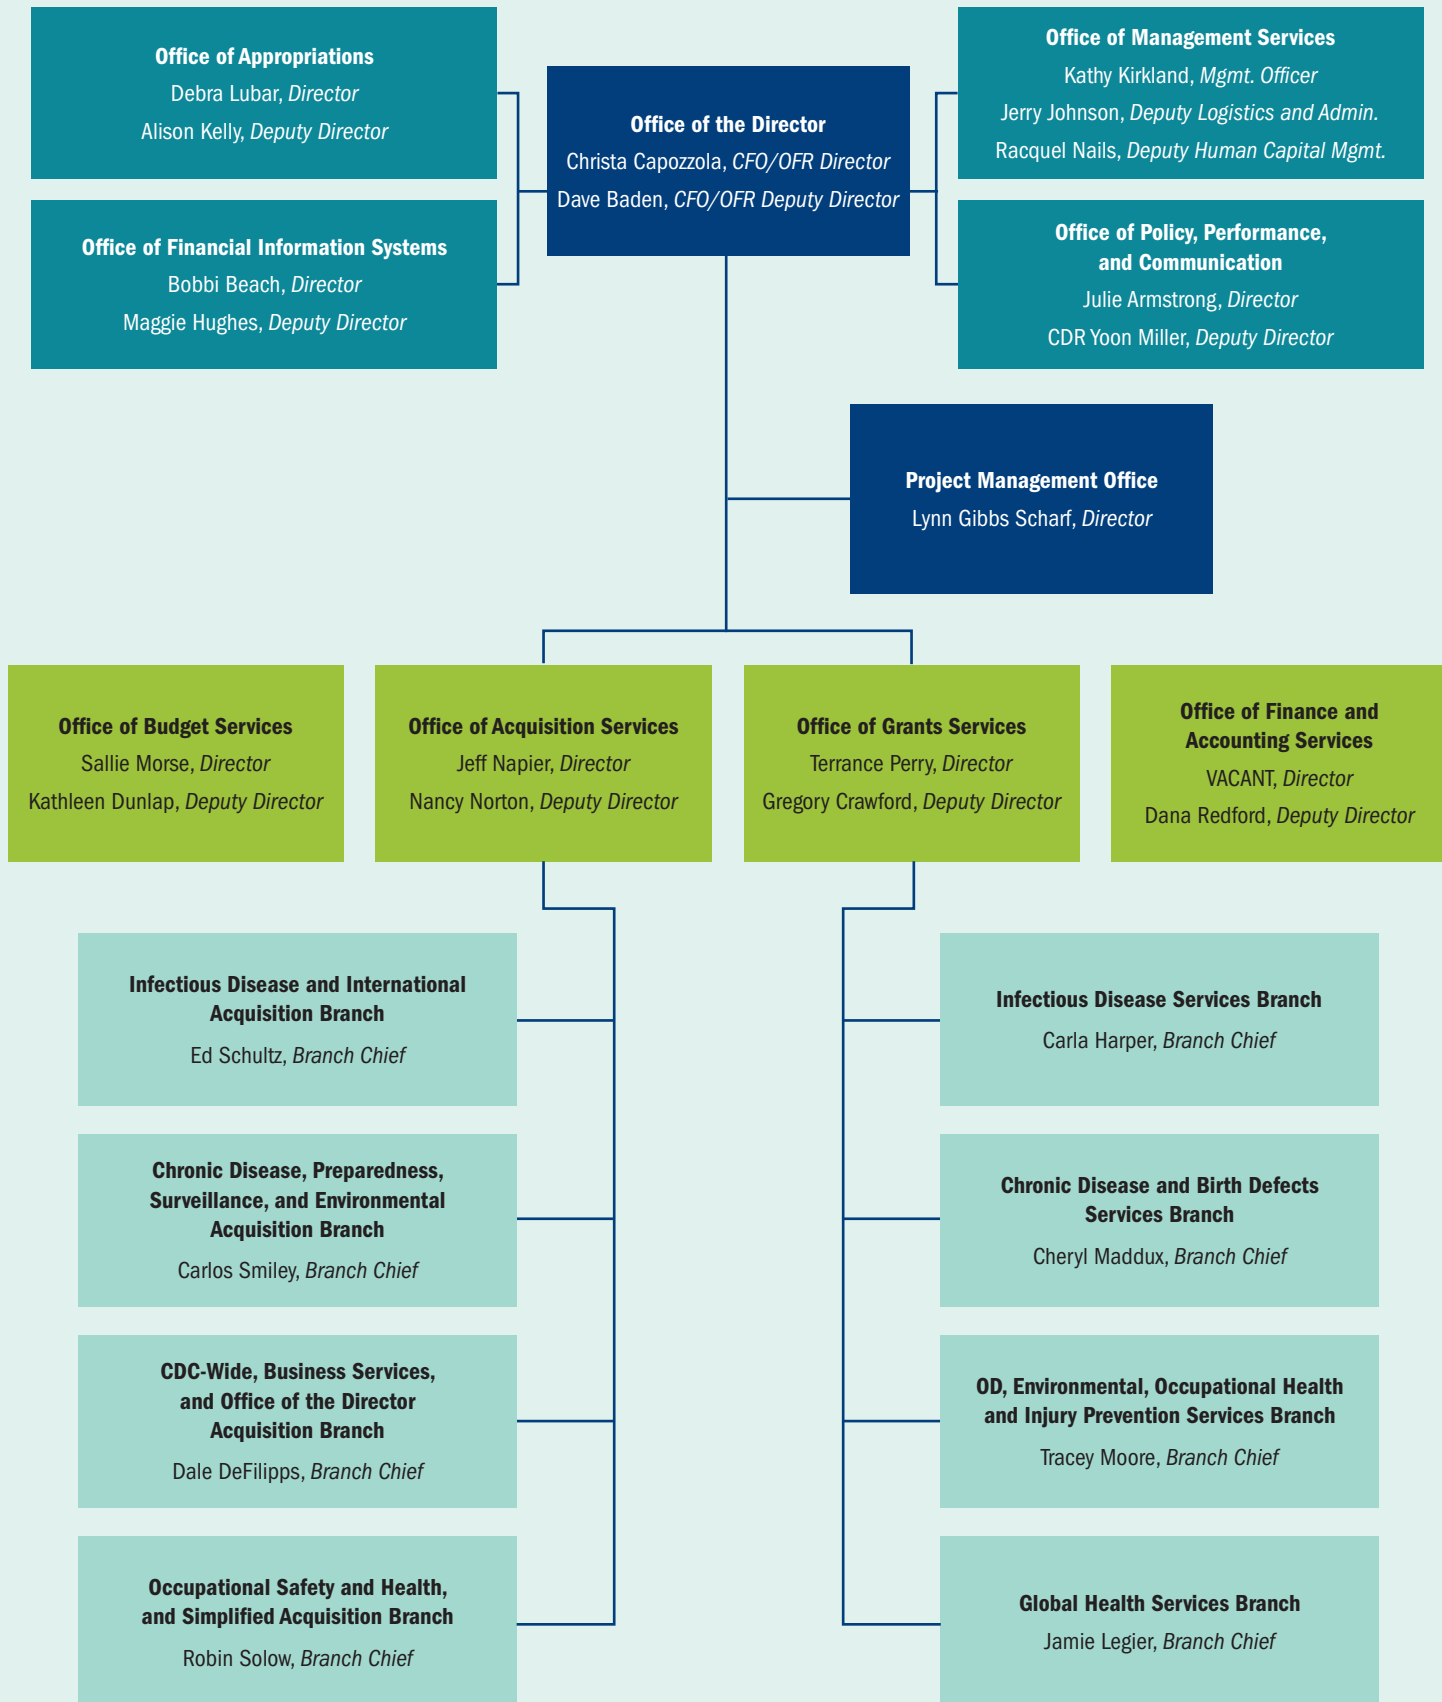 Office of Appropriations
Debra Lubar, Director
Alison Kelly, Deputy Director
Office of the Director
Christa Capozzola, CFO/OFR Director
Dave Baden, CFO/OFR Deputy Director
Office of Management Services
Kathy Kirkland, Mgmt. Officer
Jerry Johnson, Deputy Logistics and Admin.
Racquel Nails, Deputy Human Capital Mgmt.
Office of Financial Information Systems
Bobbi Beach, Director
Maggie Hughes, Deputy Director
Office of Policy, Performance,
and Communication
Julie Armstrong, Director
CDR Yoon Miller, Deputy Director
Project Management Office
Lynn Gibbs Scharf, Director
Office of Budget Services
Sallie Morse, Director
Kathleen Dunlap, Deputy Director
Office of Acquisition Services
Jeff Napier, Director
Nancy Norton, Deputy Director
Office of Grants Services
Terrance Perry, Director
Gregory Crawford, Deputy Director
Office of Finance and
Accounting Services
VACANT, Director
Dana Redford, Deputy Director
Infectious Disease and International
Acquisition Branch
Ed Schultz, Branch Chief
Chronic Disease, Preparedness,
Surveillance, and Environmental
Acquisition Branch
Carlos Smiley, Branch Chief
CDC-Wide, Business Services,
and Office of the Director
Acquisition Branch
Dale DeFilipps, Branch Chief
Occupational Safety and Health,
and Simplified Acquisition Branch
Robin Solow, Branch Chief
Infectious Disease Services Branch
Carla Harper, Branch Chief
Chronic Disease and Birth Defects
Services Branch
Cheryl Maddux, Branch Chief
OD, Environmental, Occupational Health
and Injury Prevention Services Branch
Tracey Moore, Branch Chief
Global Health Services Branch
Jamie Legier, Branch Chief